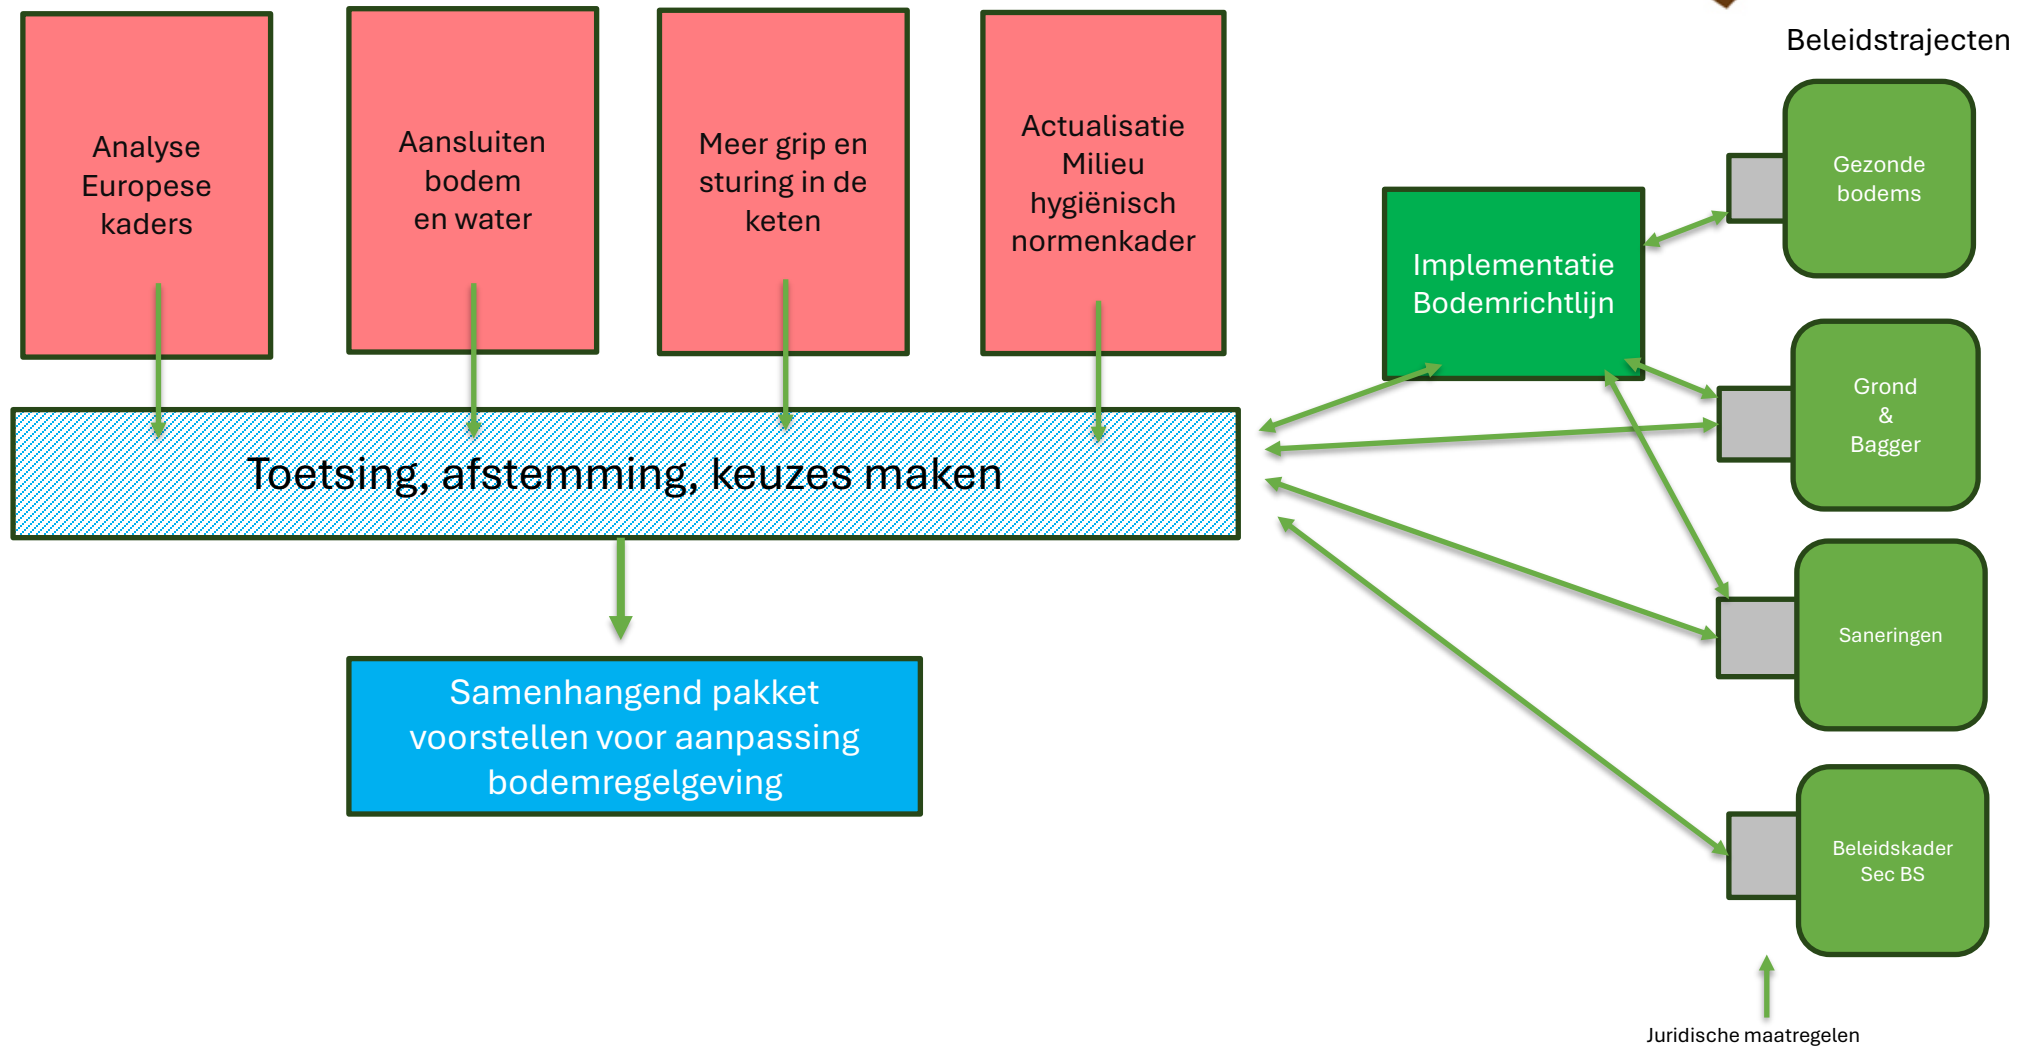 Analyse
Europese
kaders
Aansluiten
bodem
en water
Meer grip en
sturing in de
keten
Actualisatie
Milieu
hygiënisch
normenkader
Toetsing, afstemming, keuzes maken
Samenhangend pakket
voorstellen voor aanpassing
bodemregelgeving
Implementatie
Bodemrichtlijn
Beleidstrajecten
Gezonde
bodems
Grond
&
Bagger
Saneringen
Beleidskader
Sec BS
Juridische maatregelen